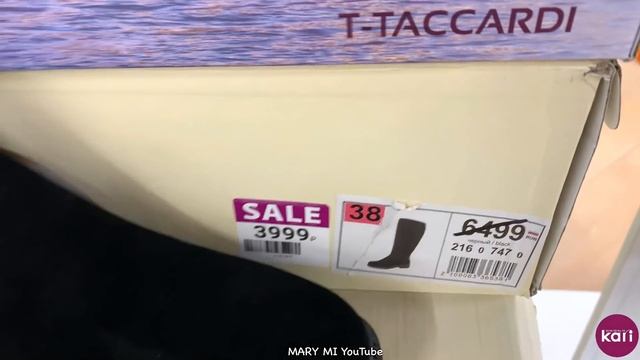 T-TACCARDI
SALE
3999₽
38
6499
черный / black
216 0 747 0
MARY MI YouTube
kari